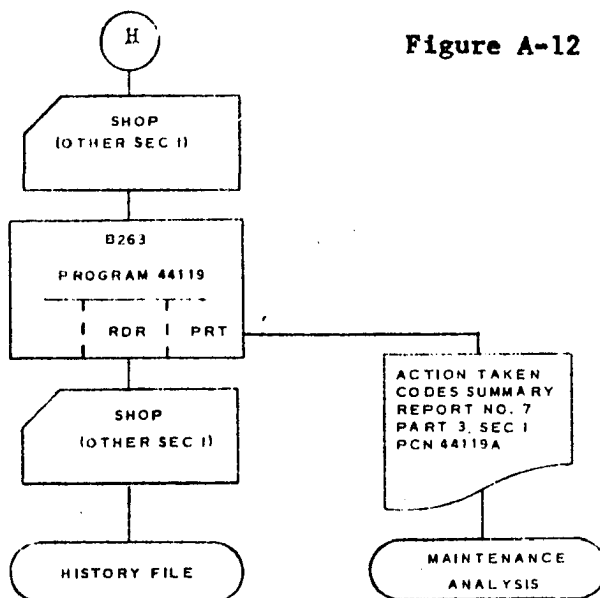 H
Figure A-12
SHOP
(OTHER SEC I)
B263
PROGRAM 44119
RDR PRT
SHOP
(OTHER SEC I)
ACTION TAKEN
CODES SUMMARY
REPORT NO. 7
PART 3, SEC I
PCN 44119A
HISTORY FILE
MAINTENANCE
ANALYSIS